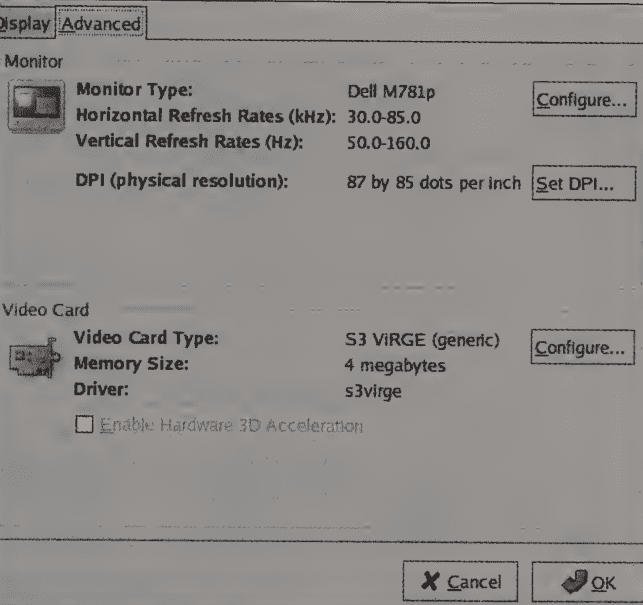 Display Advanced
Monitor
Monitor Type: Dell M781p Configure...
Horizontal Refresh Rates (kHz): 30.0-85.0
Vertical Refresh Rates (Hz): 50.0-160.0
DPI (physical resolution): 87 by 85 dots per inch Set DPI...
Video Card
Video Card Type: S3 ViRGE (generic) Configure...
Memory Size: 4 megabytes
Driver: s3virge
Enable Hardware 3D Acceleration
Cancel OK